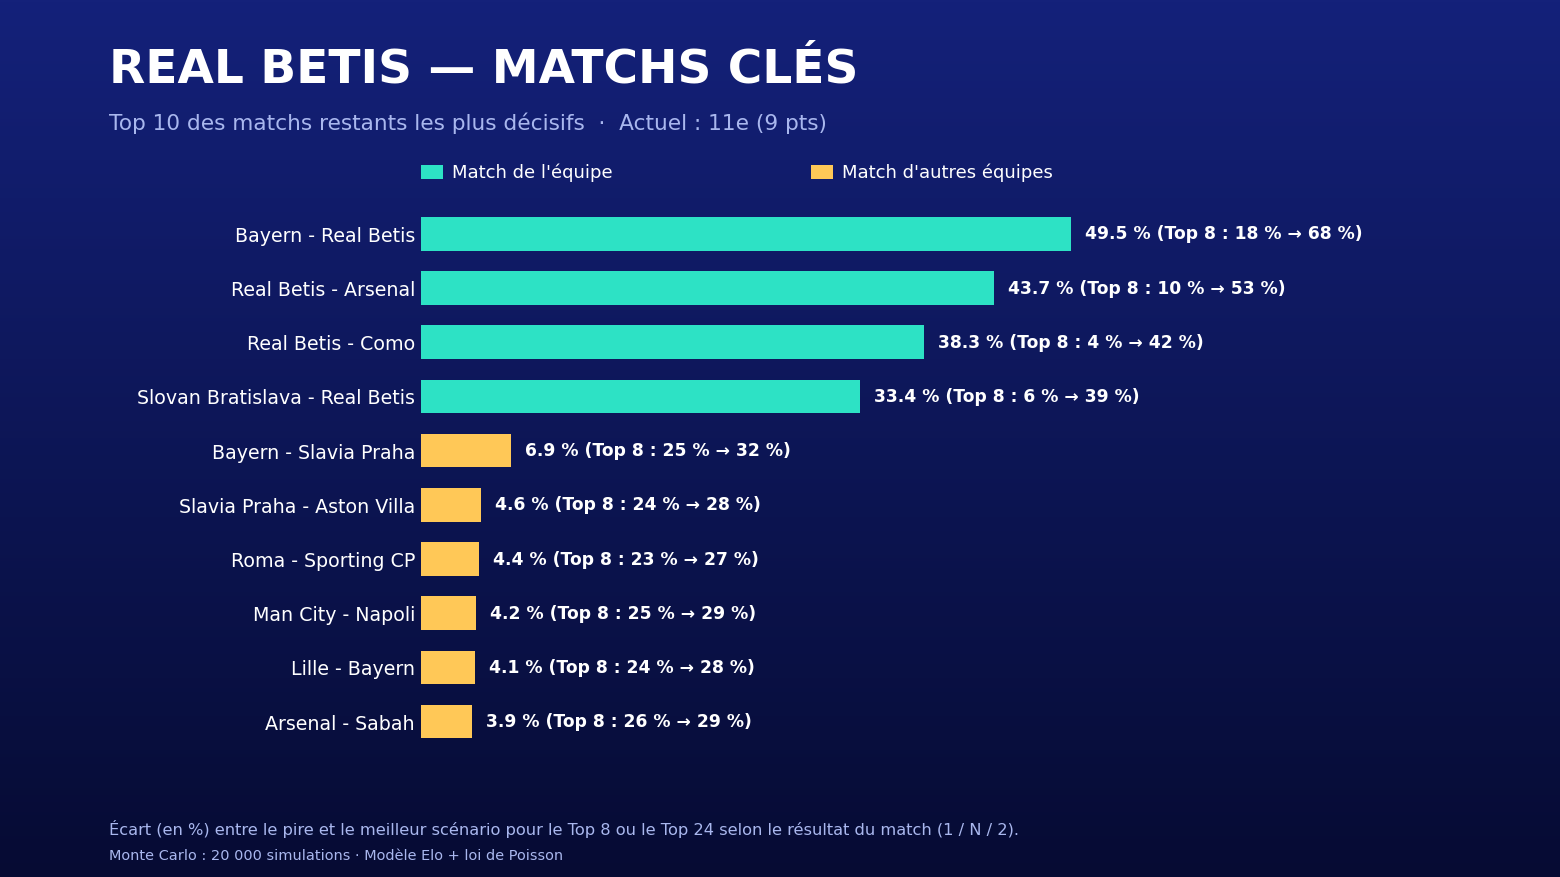 REAL BETIS — MATCHS CLÉS
Top 10 des matchs restants les plus décisifs · Actuel : 11e (9 pts)
Match de l'équipe
Match d'autres équipes
Bayern - Real Betis 49.5 % (Top 8 : 18 % → 68 %)
Real Betis - Arsenal 43.7 % (Top 8 : 10 % → 53 %)
Real Betis - Como 38.3 % (Top 8 : 4 % → 42 %)
Slovan Bratislava - Real Betis 33.4 % (Top 8 : 6 % → 39 %)
Bayern - Slavia Praha 6.9 % (Top 8 : 25 % → 32 %)
Slavia Praha - Aston Villa 4.6 % (Top 8 : 24 % → 28 %)
Roma - Sporting CP 4.4 % (Top 8 : 23 % → 27 %)
Man City - Napoli 4.2 % (Top 8 : 25 % → 29 %)
Lille - Bayern 4.1 % (Top 8 : 24 % → 28 %)
Arsenal - Sabah 3.9 % (Top 8 : 26 % → 29 %)
Écart (en %) entre le pire et le meilleur scénario pour le Top 8 ou le Top 24 selon le résultat du match (1 / N / 2).
Monte Carlo : 20 000 simulations · Modèle Elo + loi de Poisson